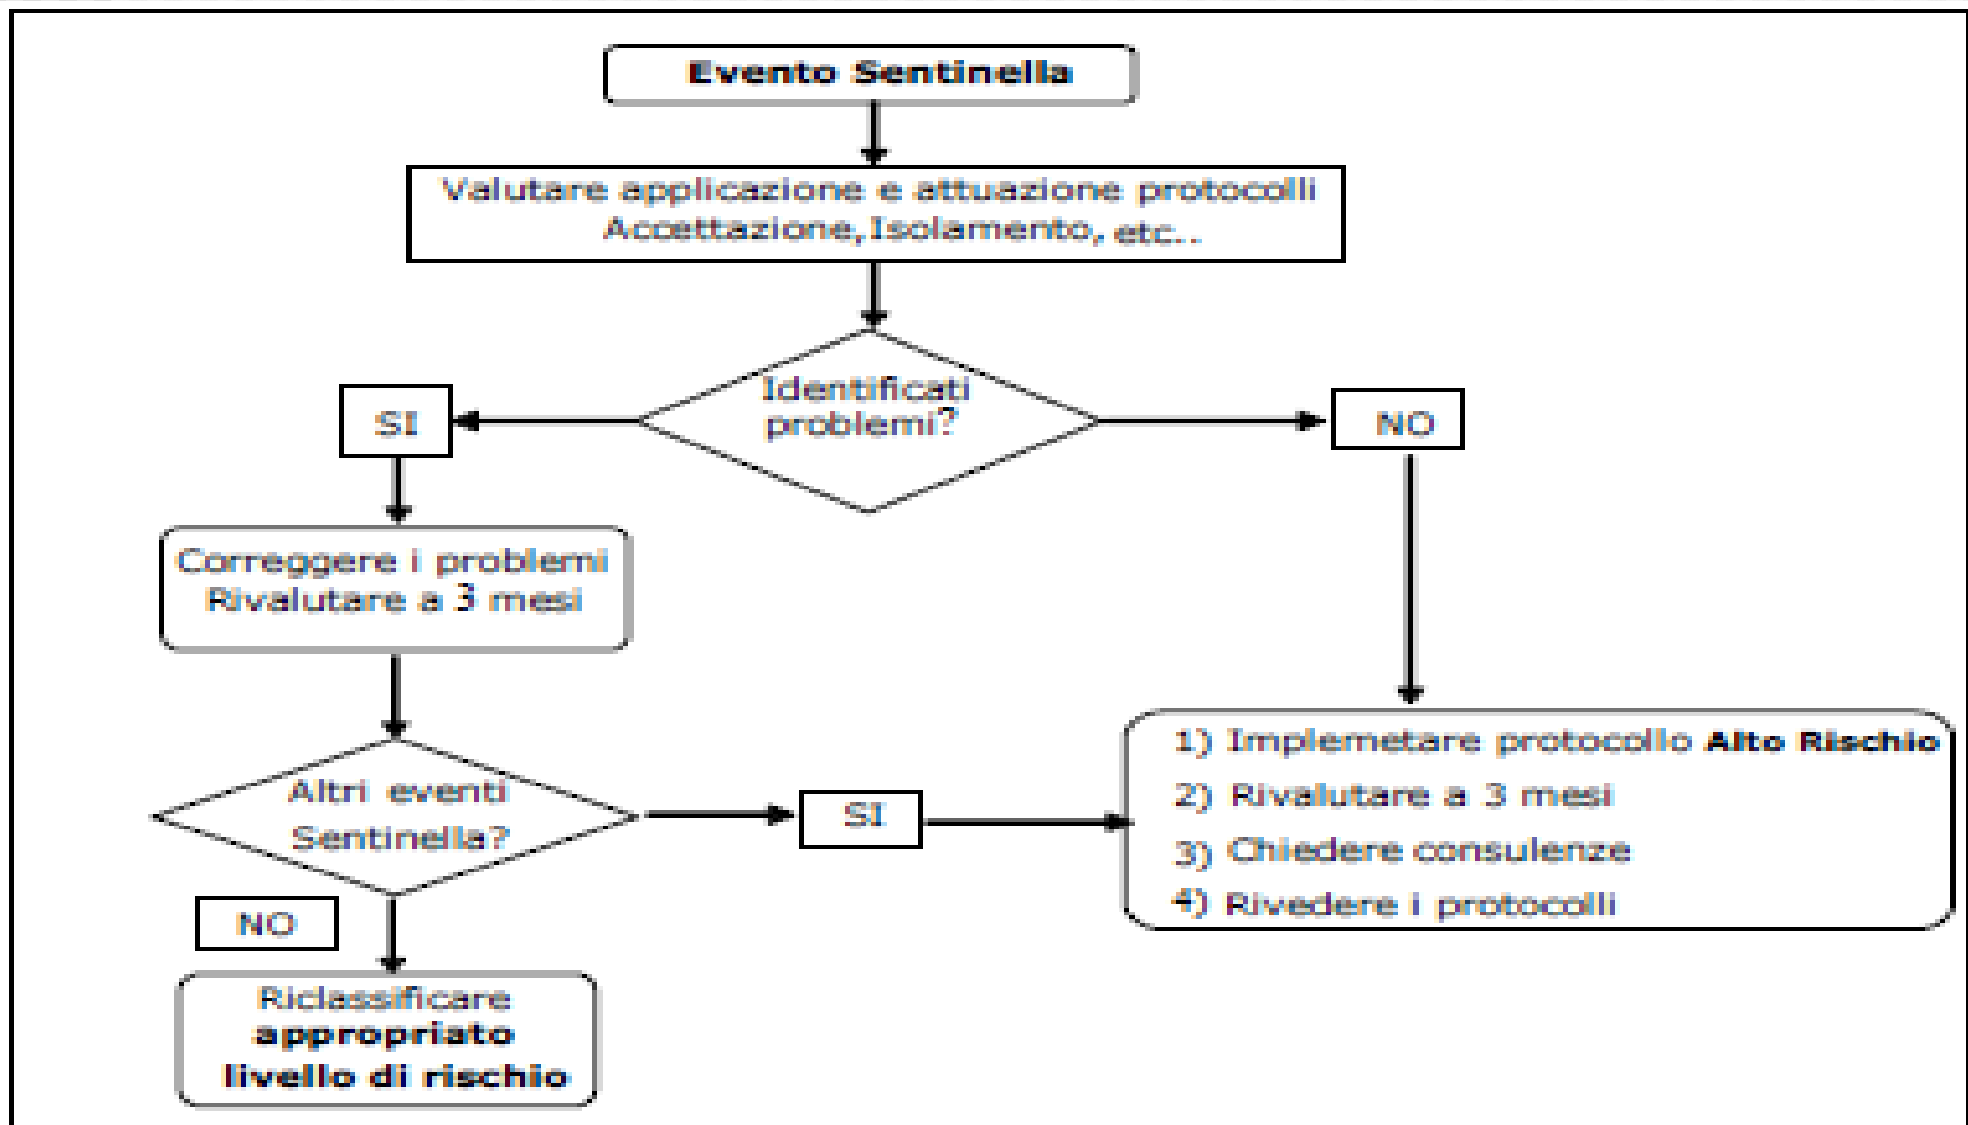 Evento Sentinella
Valutare applicazione e attuazione protocolli
Accettazione, Isolamento, etc..
Identificati
problemi?
SI
NO
Correggere i problemi
Rivalutare a 3 mesi
Altri eventi
Sentinella?
SI
1) Implemetare protocollo Alto Rischio
2) Rivalutare a 3 mesi
3) Chiedere consulenze
4) Rivedere i protocolli
NO
Riclassificare
appropriato
livello di rischio